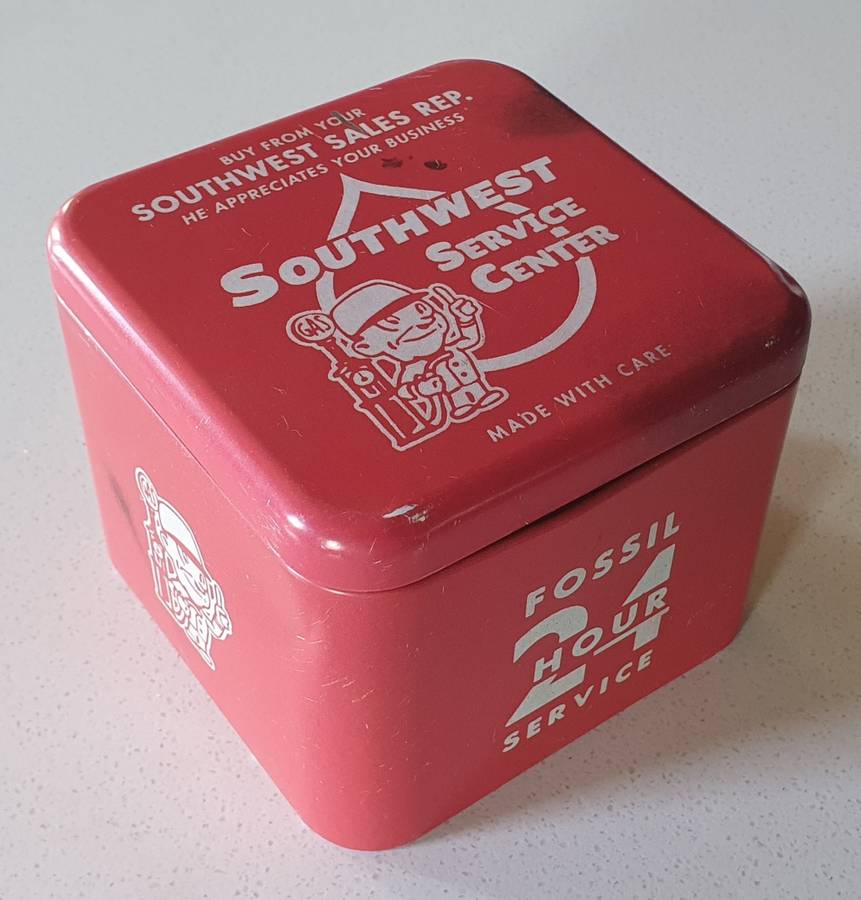 BUY FROM YOUR
SOUTHWEST SALES REP.
HE APPRECIATES YOUR BUSINESS
SOUTHWEST
SERVICE
CENTER
GAS
MADE WITH CARE
FOSSIL
24
HOUR
SERVICE